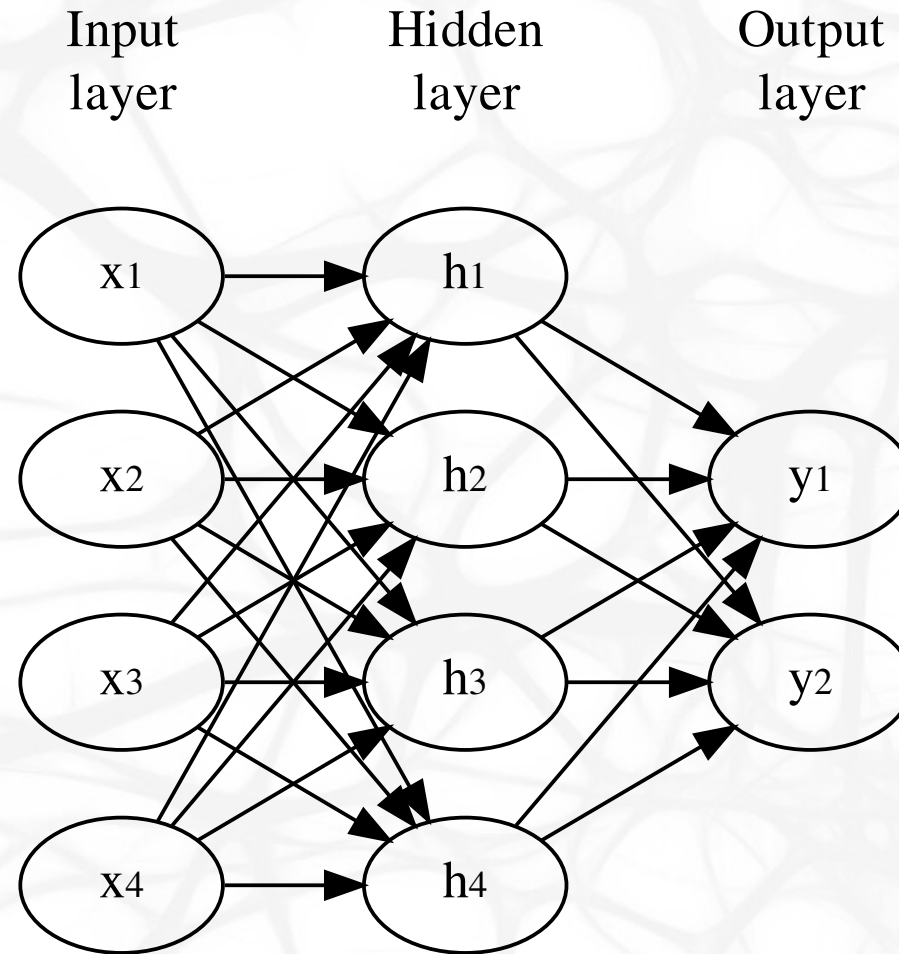 Input
layer
Hidden
layer
Output
layer
x1
h1
x2
h2
y1
x3
h3
y2
x4
h4